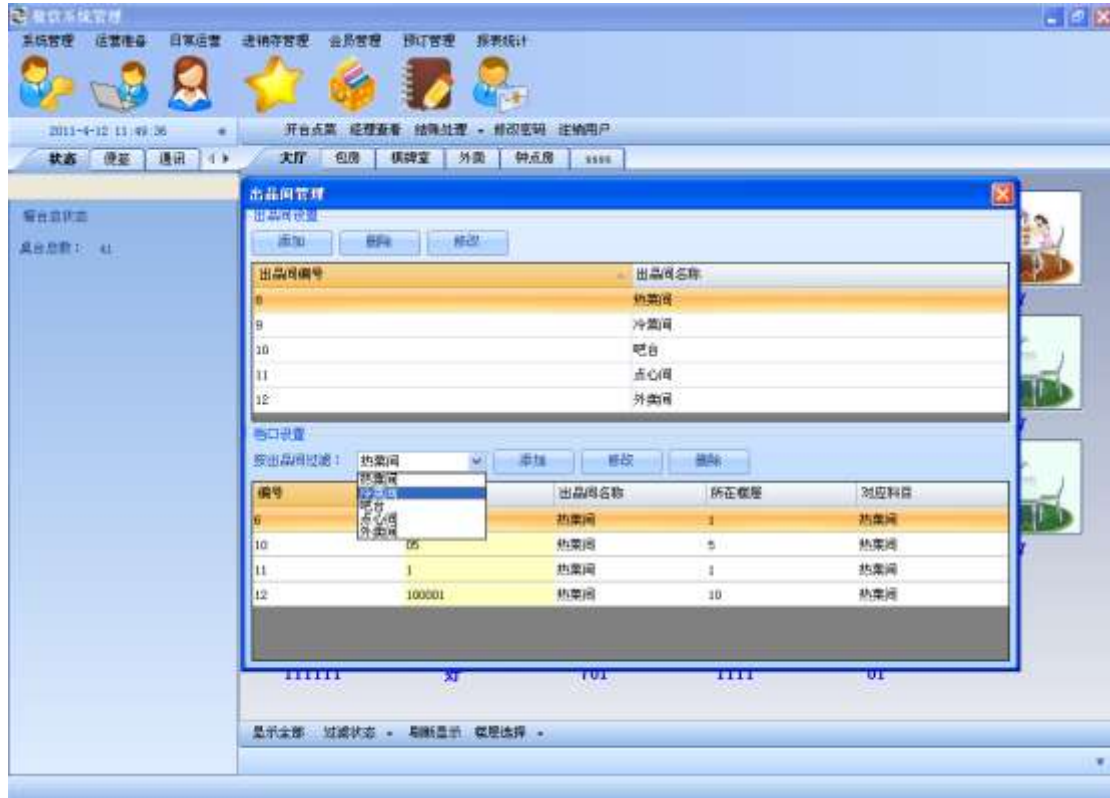 餐饮系统管理
系统管理 运营准备 日常运营 进销存管理 会员管理 预订管理 报表统计
2011-4-12 11:49:36 开台点菜 经理查看 结账处理 修改密码 注销用户
状态 便签 通讯 大厅 包房 棋牌室 外卖 钟点房 ssss
出品间管理
出品间设置
添加 删除 修改
出品间编号 出品间名称
8 热菜间
9 冷菜间
10 吧台
11 点心间
12 外卖间
档口设置
按出品间过滤： 热菜间 添加 修改 删除
热菜间
冷菜间
吧台
点心间
外卖间
编号 出品间名称 所在楼层 对应科目
6 热菜间 1 热菜间
10 05 热菜间 5 热菜间
11 1 热菜间 1 热菜间
12 100001 热菜间 10 热菜间
餐台总状态
桌台总数： 41
111111 好 701 1111 01
显示全部 过滤状态 刷新显示 楼层选择